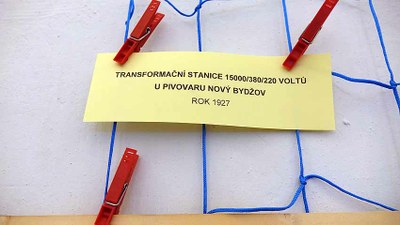 TRANSFORMAČNÍ STANICE 15000/380/220 VOLTŮ
U PIVOVARU NOVÝ BYDŽOV
ROK 1927